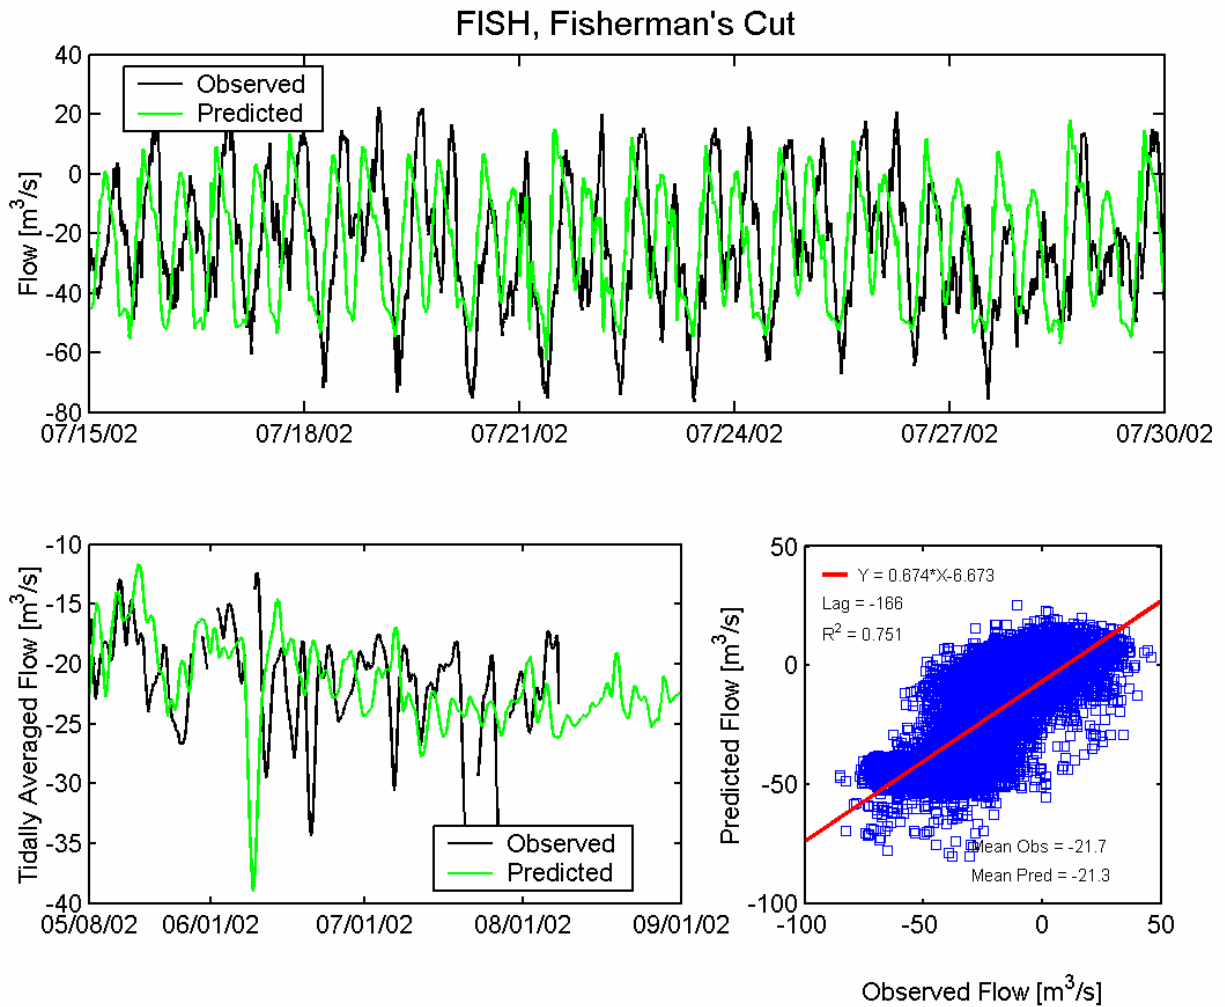 FISH, Fisherman's Cut
Flow [m³/s]
40
20
0
-20
-40
-60
-80
Observed
Predicted
07/15/02 07/18/02 07/21/02 07/24/02 07/27/02 07/30/02
Tidally Averaged Flow [m³/s]
-10
-15
-20
-25
-30
-35
-40
Observed
Predicted
05/08/02 06/01/02 07/01/02 08/01/02 09/01/02
Predicted Flow [m³/s]
50
0
-50
-100
Y = 0.674*X-6.673
Lag = -166
R² = 0.751
Mean Obs = -21.7
Mean Pred = -21.3
-100 -50 0 50
Observed Flow [m³/s]